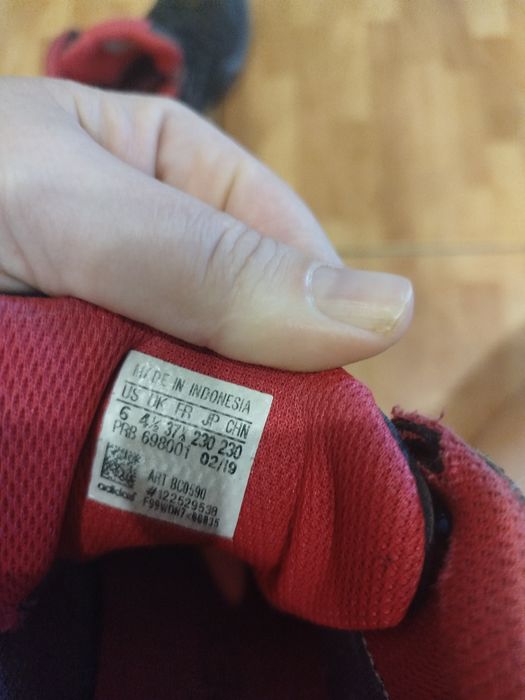 MADE IN INDONESIA
US UK FR JP CHN
6 4½ 37⅓ 230 230
PRB 698001 02/19
ART BC0590
adidas #122529538